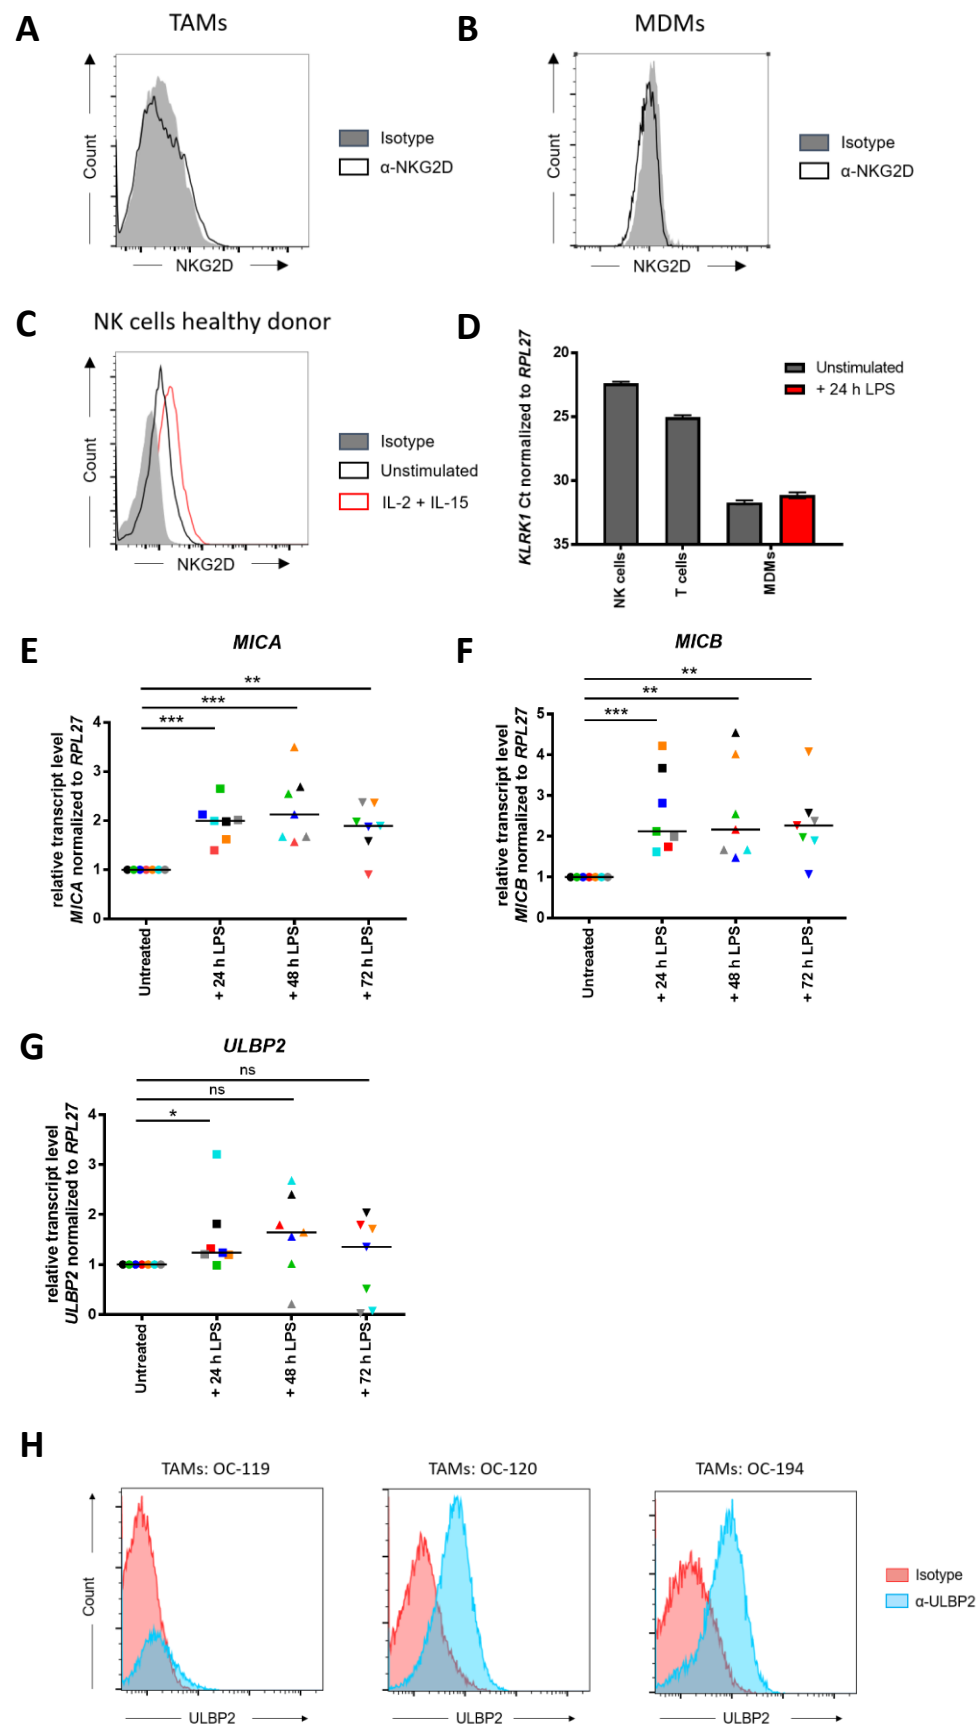 A
TAMs
Count
NKG2D
Isotype
α-NKG2D
B
MDMs
Count
NKG2D
Isotype
α-NKG2D
C
NK cells healthy donor
Count
NKG2D
Isotype
Unstimulated
IL-2 + IL-15
D
KLRK1 Ct normalized to RPL27
20
25
30
35
Unstimulated
+ 24 h LPS
NK cells
T cells
MDMs
E
MICA
**
***
***
relative transcript level
MICA normalized to RPL27
4
3
2
1
0
Untreated
+ 24 h LPS
+ 48 h LPS
+ 72 h LPS
F
MICB
**
**
***
relative transcript level
MICB normalized to RPL27
5
4
3
2
1
0
Untreated
+ 24 h LPS
+ 48 h LPS
+ 72 h LPS
G
ULBP2
ns
ns
*
relative transcript level
ULBP2 normalized to RPL27
4
3
2
1
0
Untreated
+ 24 h LPS
+ 48 h LPS
+ 72 h LPS
H
TAMs: OC-119
TAMs: OC-120
TAMs: OC-194
Count
Isotype
α-ULBP2
ULBP2
ULBP2
ULBP2